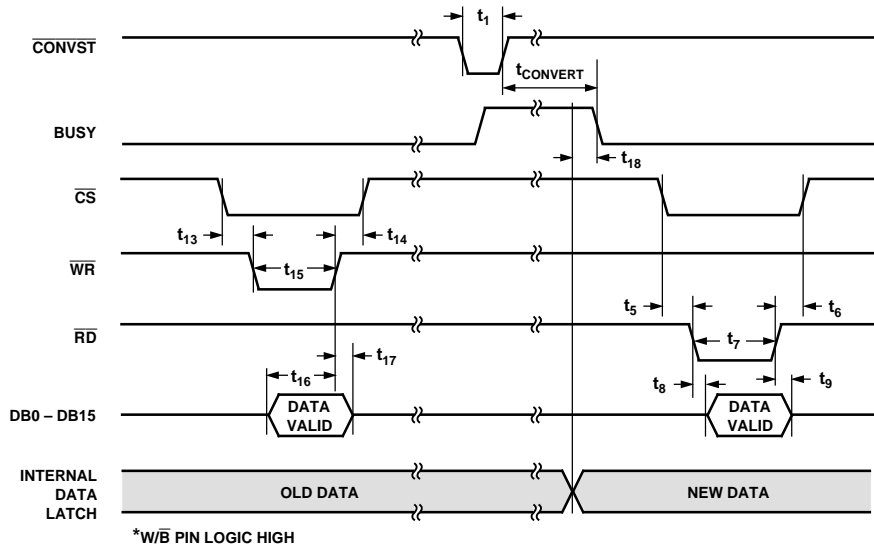 t1
CONVST
tCONVERT
BUSY
t18
CS
t13
t14
WR
t15
t5
t6
RD
t7
t17
t16
t8
t9
DB0 – DB15
DATA
VALID
DATA
VALID
INTERNAL
DATA
LATCH
OLD DATA
NEW DATA
*W/B̅ PIN LOGIC HIGH